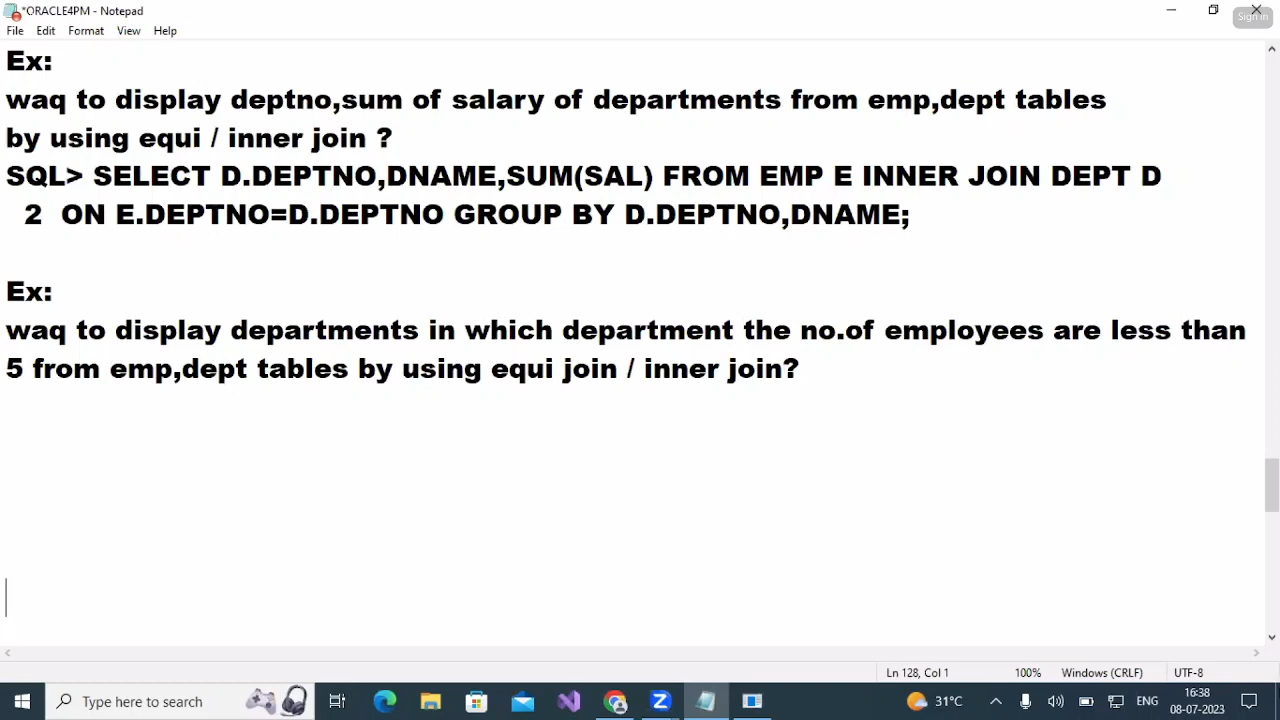 *ORACLE4PM - Notepad
Sign in
File Edit Format View Help
Ex:
waq to display deptno,sum of salary of departments from emp,dept tables
by using equi / inner join ?
SQL> SELECT D.DEPTNO,DNAME,SUM(SAL) FROM EMP E INNER JOIN DEPT D
2 ON E.DEPTNO=D.DEPTNO GROUP BY D.DEPTNO,DNAME;
Ex:
waq to display departments in which department the no.of employees are less than
5 from emp,dept tables by using equi join / inner join?
Ln 128, Col 1 100% Windows (CRLF) UTF-8
Type here to search
31°C
ENG
16:38
08-07-2023